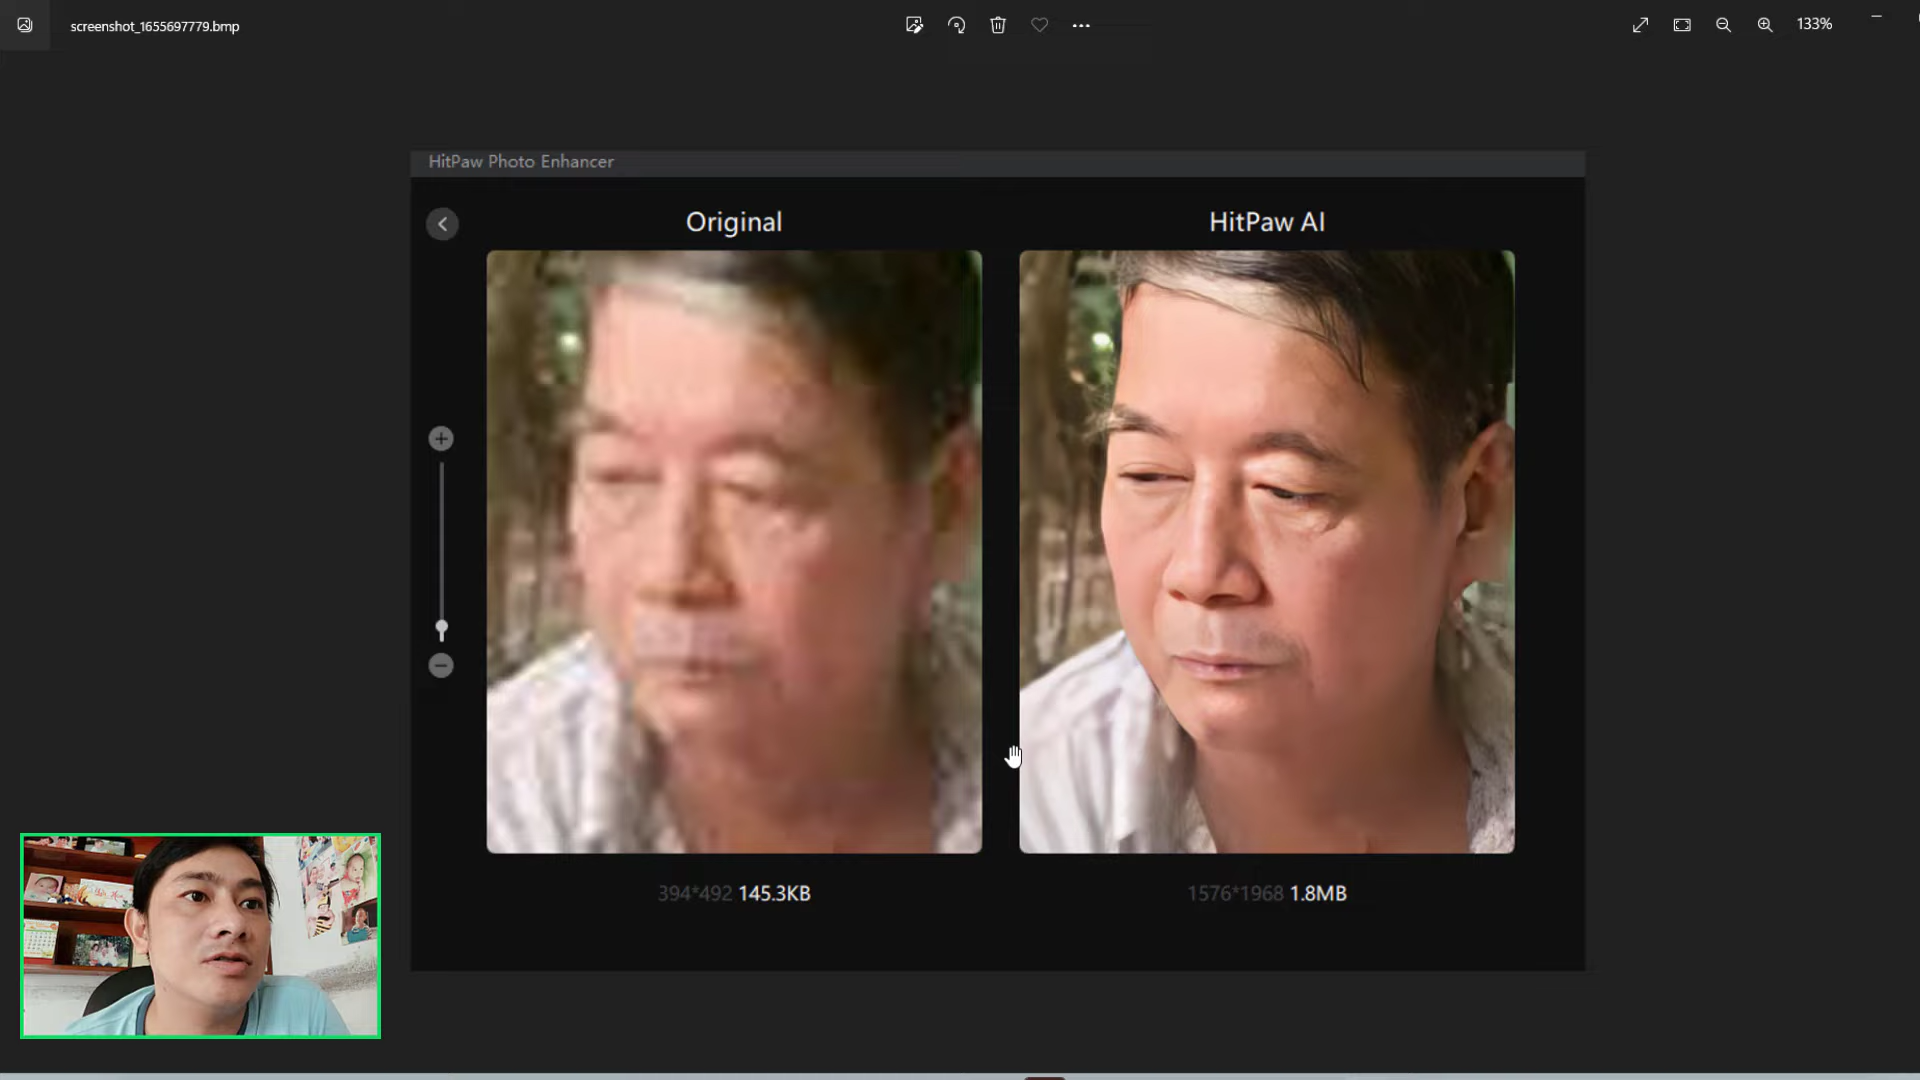 screenshot_1655697779.bmp
133%
HitPaw Photo Enhancer
Original
HitPaw AI
394*492 145.3KB
1576*1968 1.8MB